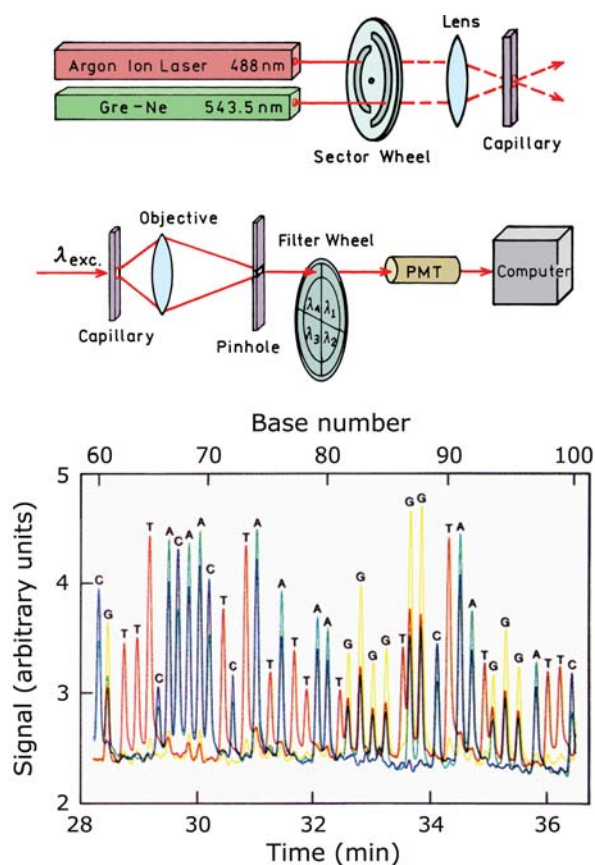 Argon Ion Laser 488 nm
Gre-Ne 543.5 nm
Sector Wheel
Lens
Capillary
λexc.
Capillary
Objective
Pinhole
Filter Wheel
λ4 λ1
λ3 λ2
PMT
Computer
Base number
60 70 80 90 100
C G T T T C A C A A C T C T A T A T T A A T G G G G T G G C T A A T G G G A T T C
Signal (arbitrary units)
5
4
3
2
28 30 32 34 36
Time (min)